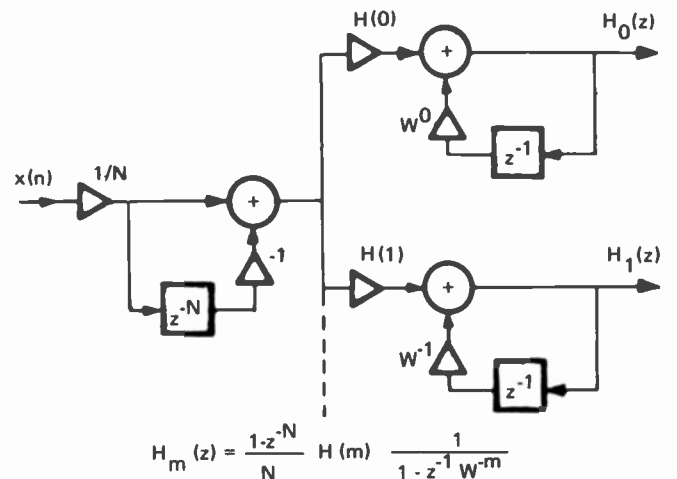 H(0)
H₀(z)
+
W⁰
z⁻¹
x(n)
1/N
+
-1
z⁻ᴺ
H(1)
H₁(z)
+
W⁻¹
z⁻¹
Hₘ(z) = (1-z⁻ᴺ)/N H(m) 1/(1 - z⁻¹ W⁻ᵐ)